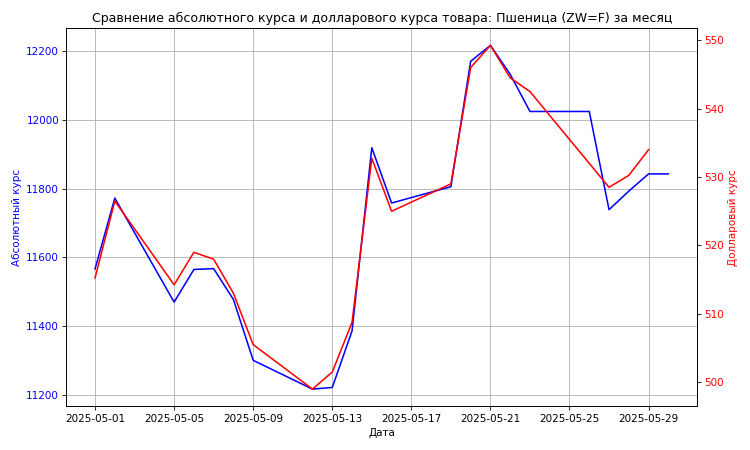 Сравнение абсолютного курса и долларового курса товара: Пшеница (ZW=F) за месяц
Абсолютный курс
12200
12000
11800
11600
11400
11200
550
540
530
520
510
500
Долларовый курс
2025-05-01 2025-05-05 2025-05-09 2025-05-13 2025-05-17 2025-05-21 2025-05-25 2025-05-29
Дата